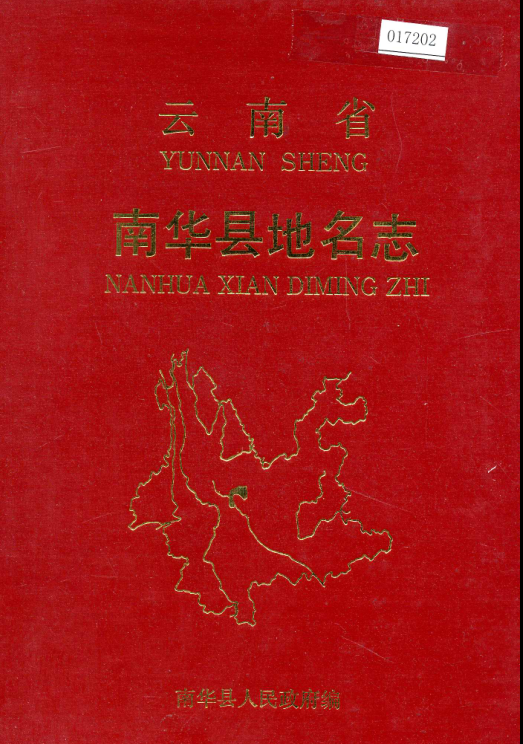 017202
云南省
YUNNAN SHENG
南华县地名志
NANHUA XIAN DIMING ZHI
南华县人民政府编